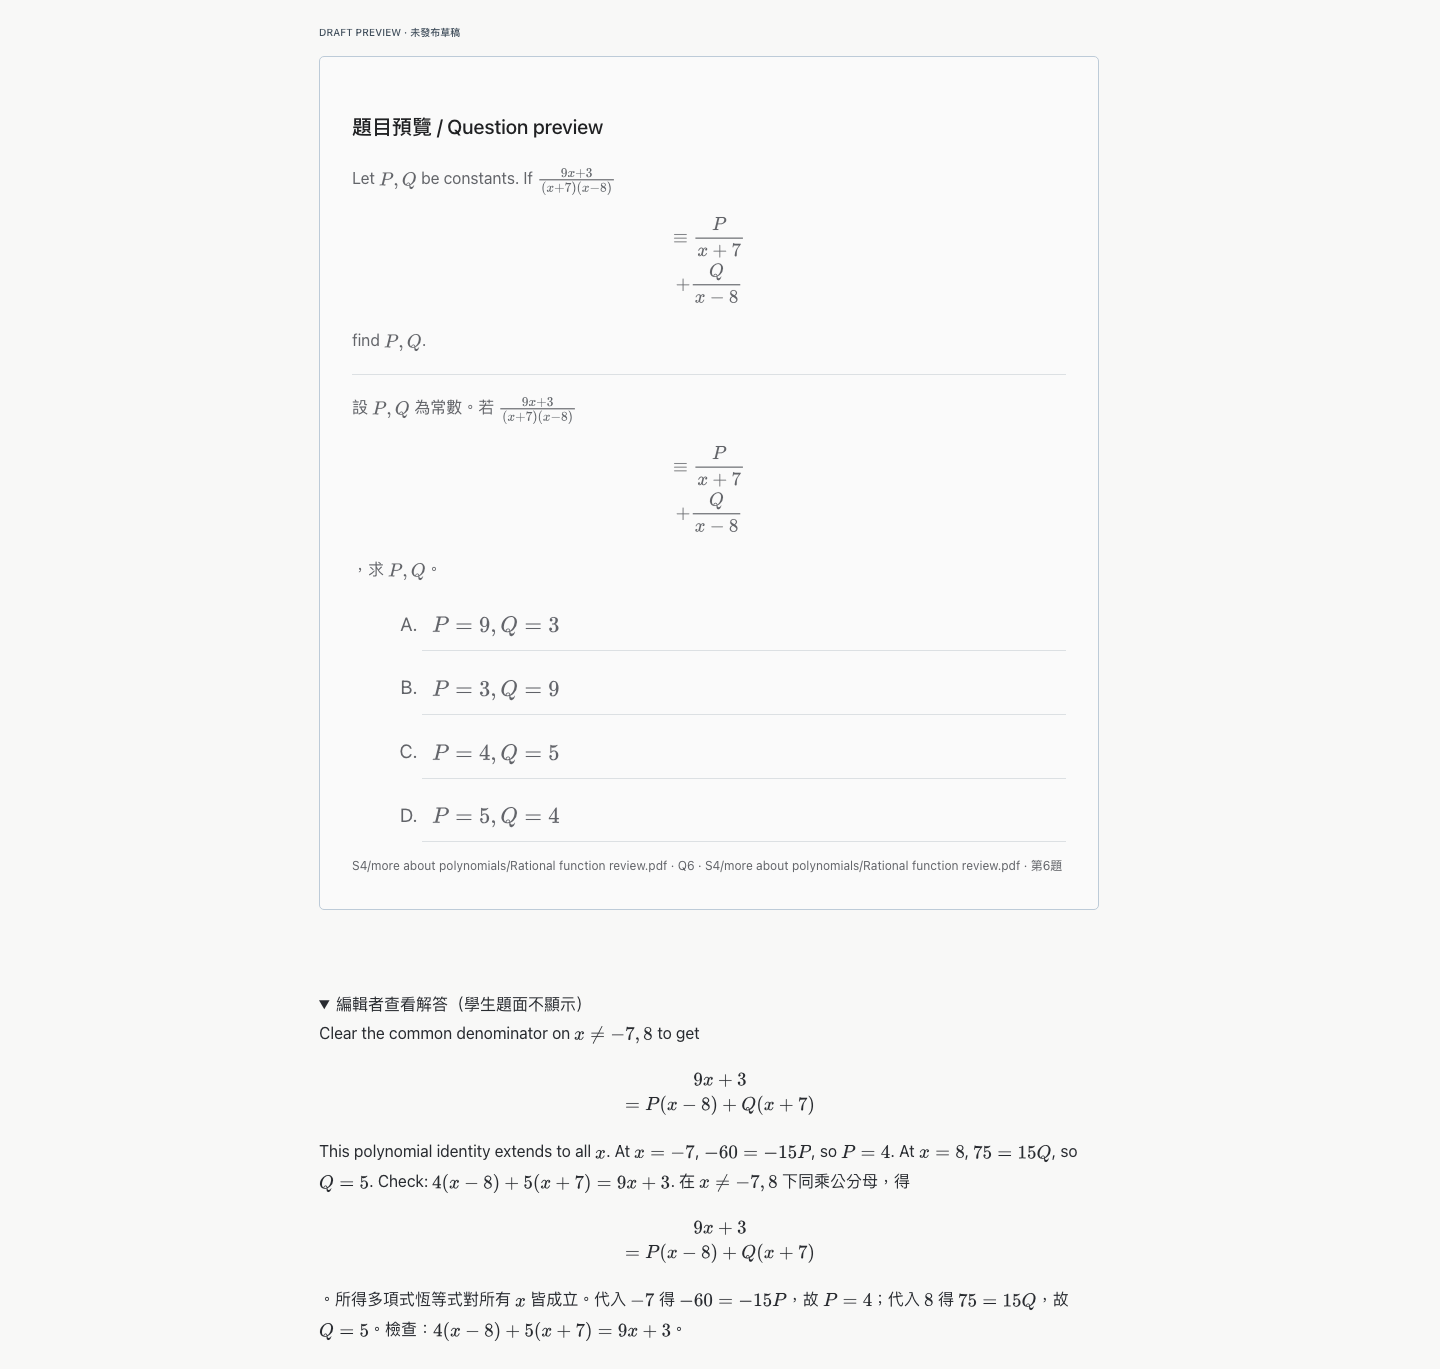 DRAFT PREVIEW · 未發布草稿
題目預覽 / Question preview
Let P, Q be constants. If (9x+3)/((x+7)(x−8))
≡ P/(x + 7)
+ Q/(x − 8)
find P, Q.
設 P, Q 為常數。若 (9x+3)/((x+7)(x−8))
≡ P/(x + 7)
+ Q/(x − 8)
，求 P, Q。
A. P = 9, Q = 3
B. P = 3, Q = 9
C. P = 4, Q = 5
D. P = 5, Q = 4
S4/more about polynomials/Rational function review.pdf · Q6 · S4/more about polynomials/Rational function review.pdf · 第6題
▼ 編輯者查看解答（學生題面不顯示）
Clear the common denominator on x ≠ −7, 8 to get
9x + 3
= P(x − 8) + Q(x + 7)
This polynomial identity extends to all x. At x = −7, −60 = −15P, so P = 4. At x = 8, 75 = 15Q, so
Q = 5. Check: 4(x − 8) + 5(x + 7) = 9x + 3. 在 x ≠ −7, 8 下同乘公分母，得
9x + 3
= P(x − 8) + Q(x + 7)
。所得多項式恆等式對所有 x 皆成立。代入 −7 得 −60 = −15P，故 P = 4；代入 8 得 75 = 15Q，故
Q = 5。檢查：4(x − 8) + 5(x + 7) = 9x + 3。